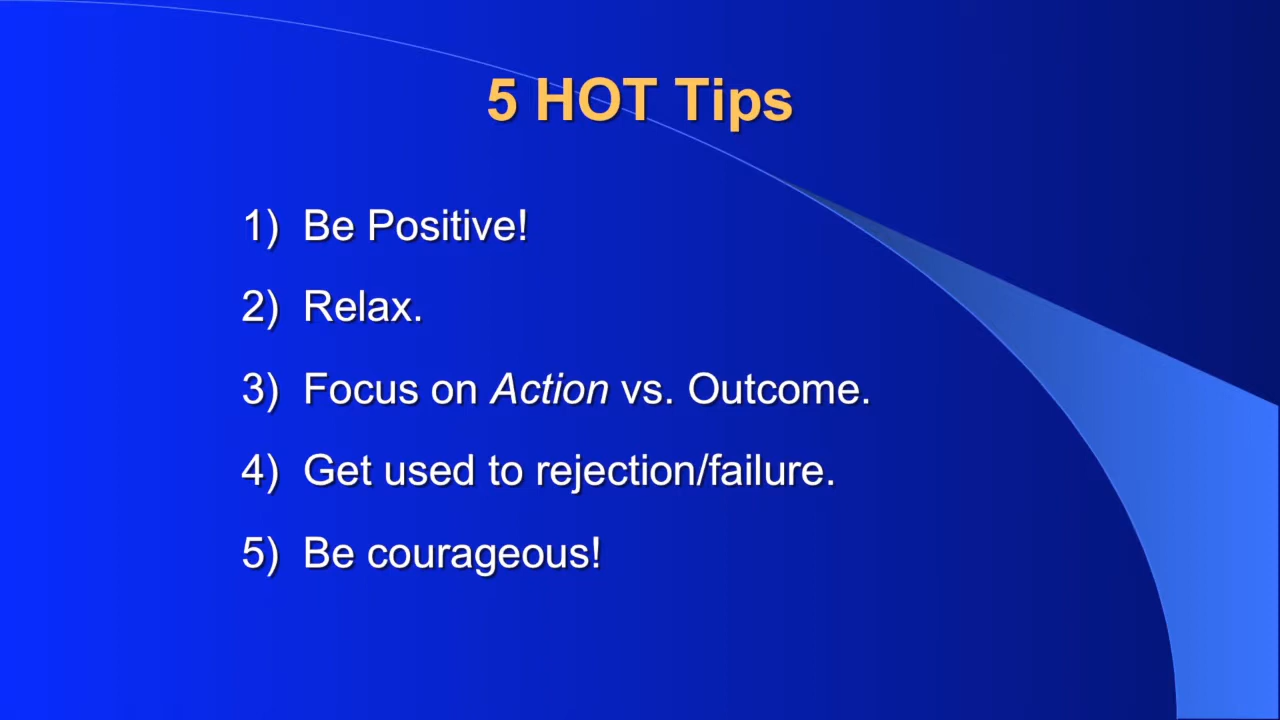 5 HOT Tips
1) Be Positive!
2) Relax.
3) Focus on Action vs. Outcome.
4) Get used to rejection/failure.
5) Be courageous!